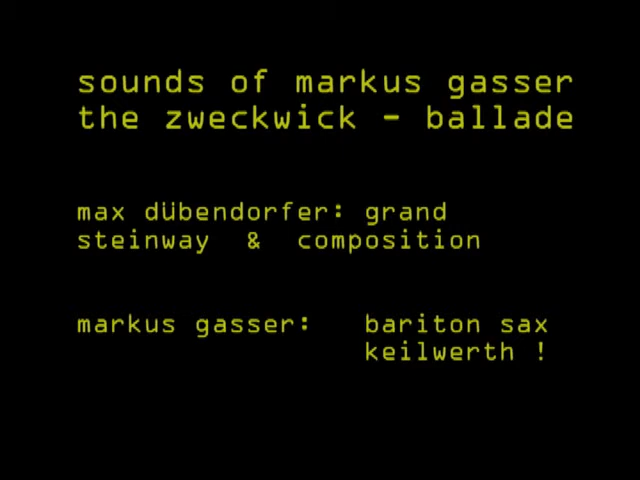 sounds of markus gasser
the zweckwick - ballade
max dübendorfer: grand
steinway & composition
markus gasser: bariton sax
keilwerth !